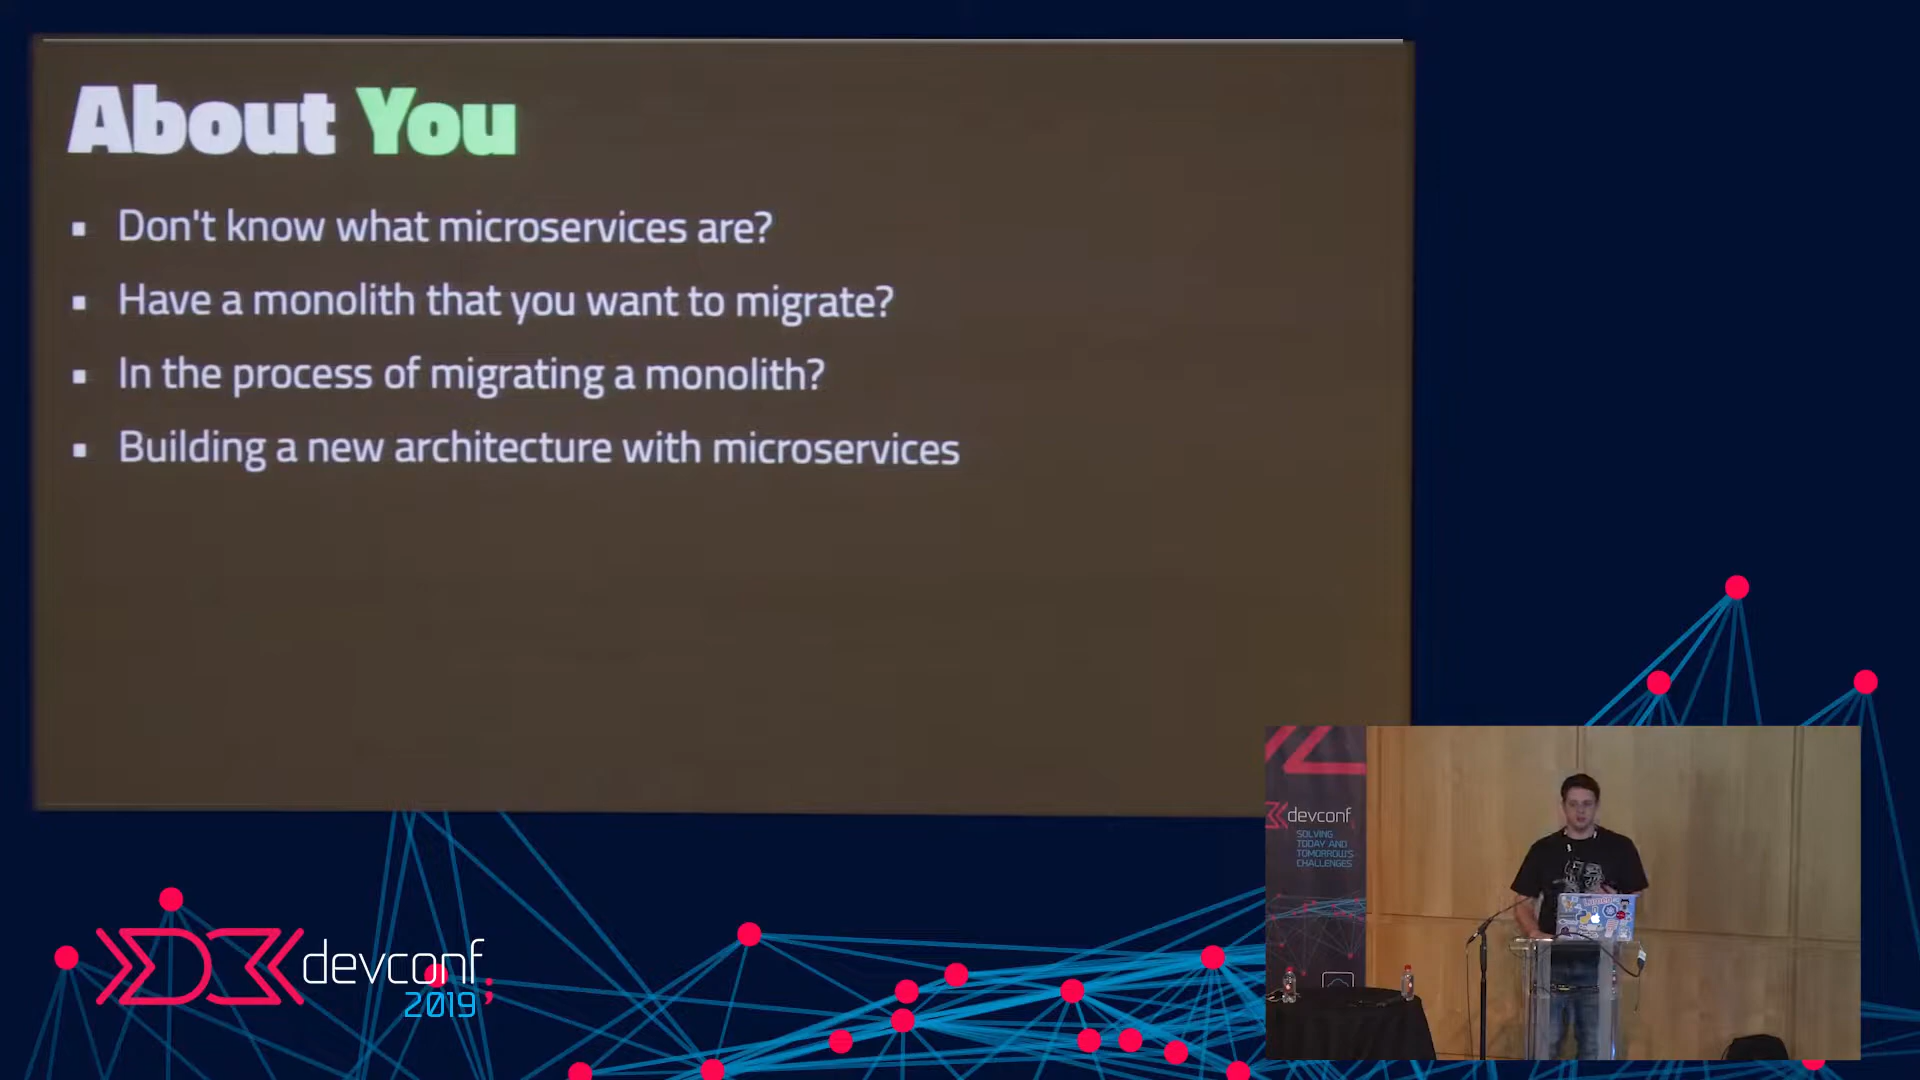 About You
Don't know what microservices are?
Have a monolith that you want to migrate?
In the process of migrating a monolith?
Building a new architecture with microservices
devconf;
2019
devconf
SOLVING
TODAY AND
TOMORROW'S
CHALLENGES